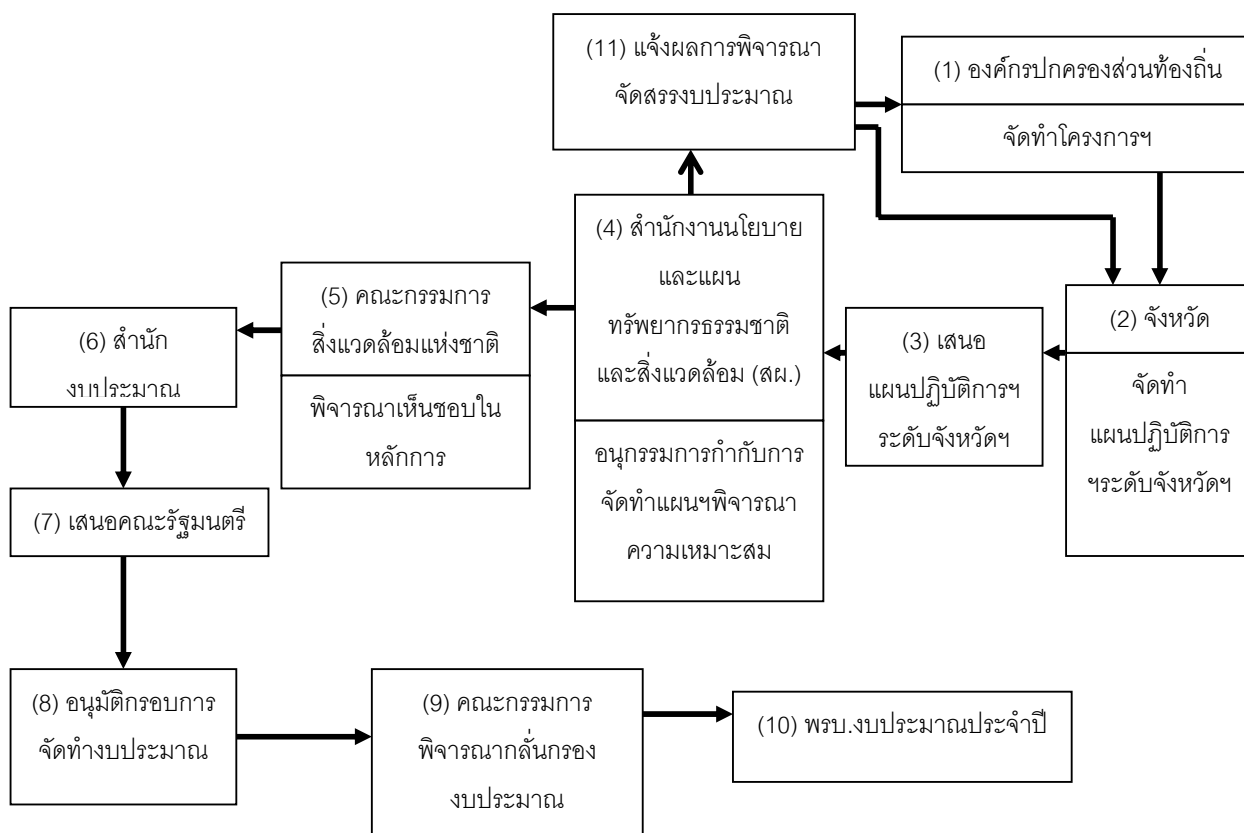 (11) แจ้งผลการพิจารณา
จัดสรรงบประมาณ
(1) องค์กรปกครองส่วนท้องถิ่น
จัดทำโครงการฯ
(4) สำนักงานนโยบาย
และแผน
ทรัพยากรธรรมชาติ
และสิ่งแวดล้อม (สผ.)
อนุกรรมการกำกับการ
จัดทำแผนฯพิจารณา
ความเหมาะสม
(5) คณะกรรมการ
สิ่งแวดล้อมแห่งชาติ
พิจารณาเห็นชอบใน
หลักการ
(6) สำนัก
งบประมาณ
(3) เสนอ
แผนปฏิบัติการฯ
ระดับจังหวัดฯ
(2) จังหวัด
จัดทำ
แผนปฏิบัติการ
ฯระดับจังหวัดฯ
(7) เสนอคณะรัฐมนตรี
(8) อนุมัติกรอบการ
จัดทำงบประมาณ
(9) คณะกรรมการ
พิจารณากลั่นกรอง
งบประมาณ
(10) พรบ.งบประมาณประจำปี